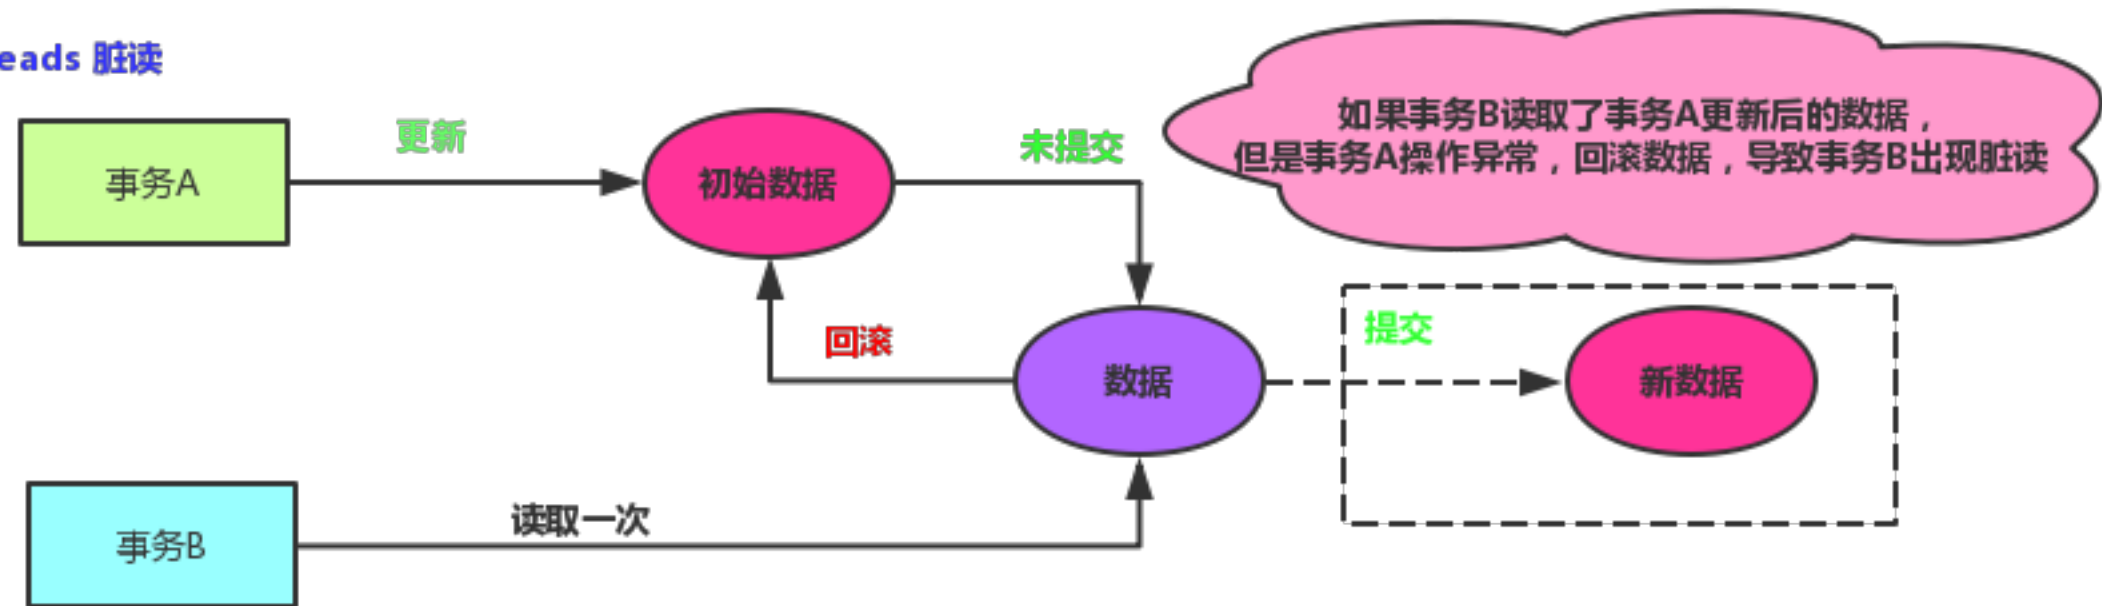 eads 脏读
如果事务B读取了事务A更新后的数据，
但是事务A操作异常，回滚数据，导致事务B出现脏读
更新
未提交
事务A
初始数据
回滚
提交
数据
新数据
读取一次
事务B